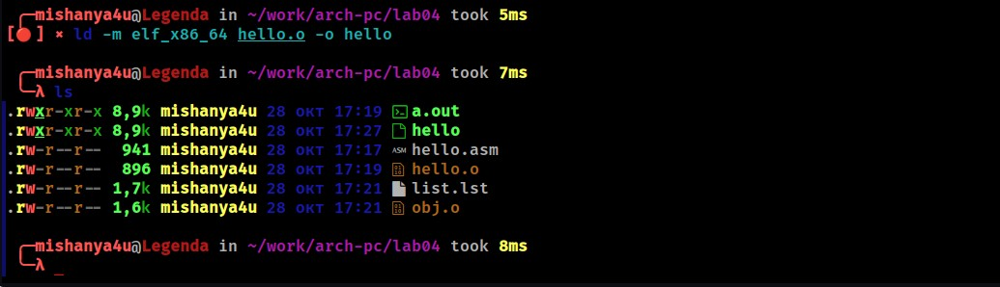 ╭─mishanya4u@Legenda in ~/work/arch-pc/lab04 took 5ms
[🔴] × ld -m elf_x86_64 hello.o -o hello
╭─mishanya4u@Legenda in ~/work/arch-pc/lab04 took 7ms
╰─λ ls
.rwxr-xr-x 8,9k mishanya4u 28 окт 17:19 a.out
.rwxr-xr-x 8,9k mishanya4u 28 окт 17:27 hello
.rw-r--r-- 941 mishanya4u 28 окт 17:17 ASM hello.asm
.rw-r--r-- 896 mishanya4u 28 окт 17:19 hello.o
.rw-r--r-- 1,7k mishanya4u 28 окт 17:21 list.lst
.rw-r--r-- 1,6k mishanya4u 28 окт 17:21 obj.o
╭─mishanya4u@Legenda in ~/work/arch-pc/lab04 took 8ms
╰─λ _